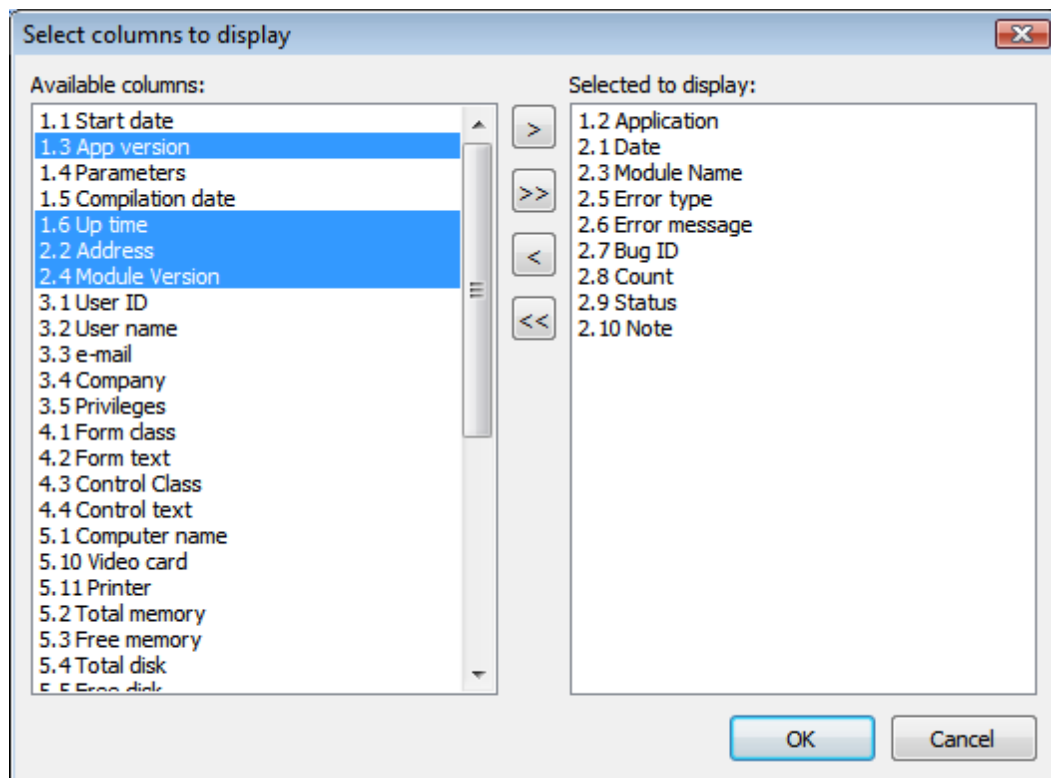 Select columns to display
Available columns:
1.1 Start date
1.3 App version
1.4 Parameters
1.5 Compilation date
1.6 Up time
2.2 Address
2.4 Module Version
3.1 User ID
3.2 User name
3.3 e-mail
3.4 Company
3.5 Privileges
4.1 Form class
4.2 Form text
4.3 Control Class
4.4 Control text
5.1 Computer name
5.10 Video card
5.11 Printer
5.2 Total memory
5.3 Free memory
5.4 Total disk
5.5 Free disk
>
>>
<
<<
Selected to display:
1.2 Application
2.1 Date
2.3 Module Name
2.5 Error type
2.6 Error message
2.7 Bug ID
2.8 Count
2.9 Status
2.10 Note
OK
Cancel